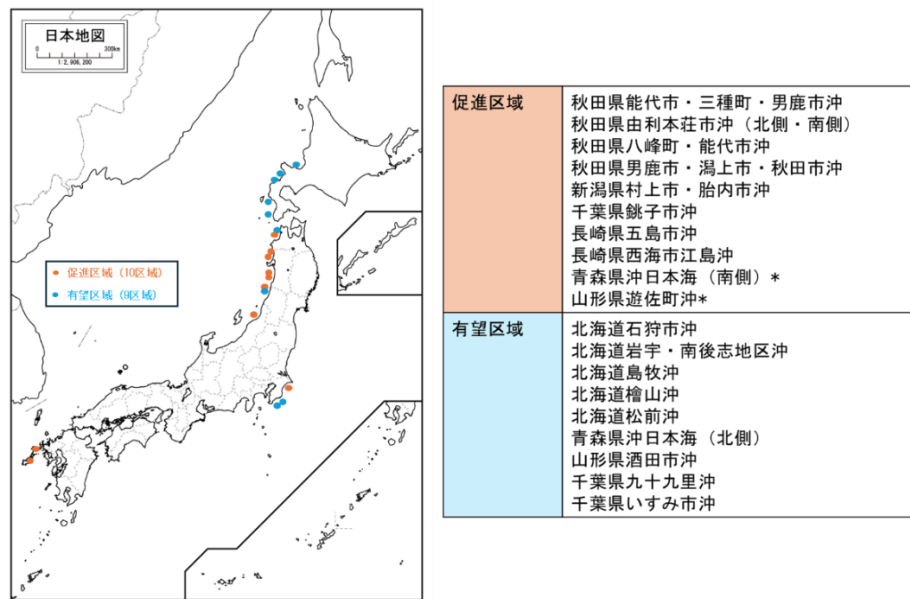 日本地図
0 300km
1:2,906,200
促進区域（10区域）
有望区域（9区域）
促進区域
秋田県能代市・三種町・男鹿市沖
秋田県由利本荘市沖（北側・南側）
秋田県八峰町・能代市沖
秋田県男鹿市・潟上市・秋田市沖
新潟県村上市・胎内市沖
千葉県銚子市沖
長崎県五島市沖
長崎県西海市江島沖
青森県沖日本海（南側）*
山形県遊佐町沖*
有望区域
北海道石狩市沖
北海道岩宇・南後志地区沖
北海道島牧沖
北海道檜山沖
北海道松前沖
青森県沖日本海（北側）
山形県酒田市沖
千葉県九十九里沖
千葉県いすみ市沖